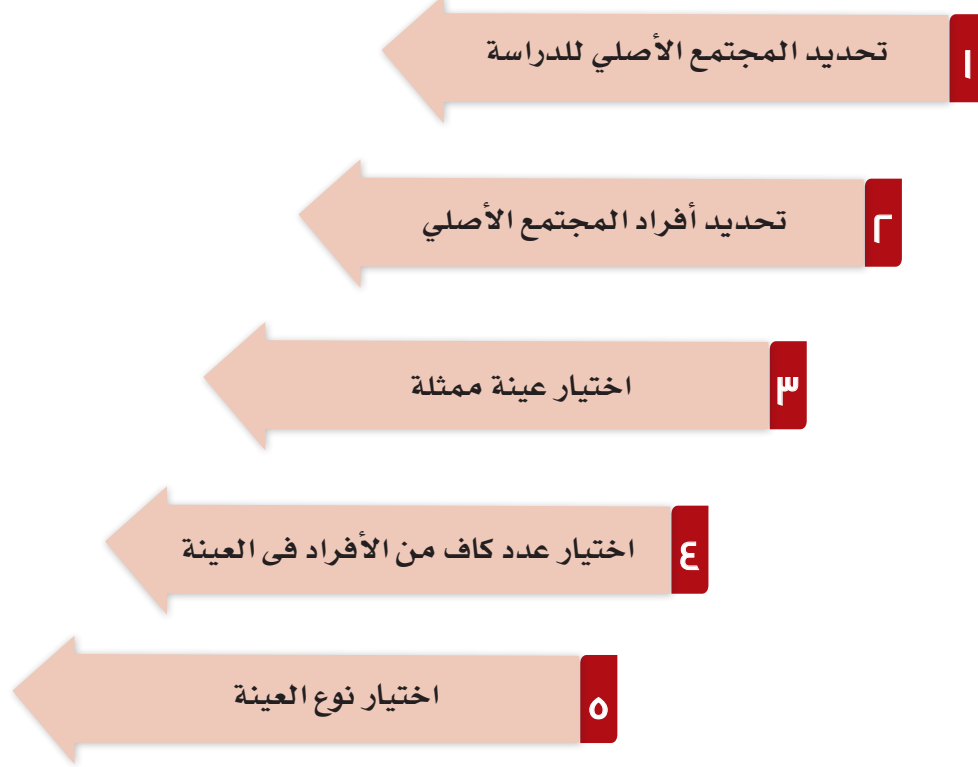 ١ تحديد المجتمع الأصلي للدراسة
٢ تحديد أفراد المجتمع الأصلي
٣ اختيار عينة ممثلة
٤ اختيار عدد كاف من الأفراد فى العينة
٥ اختيار نوع العينة